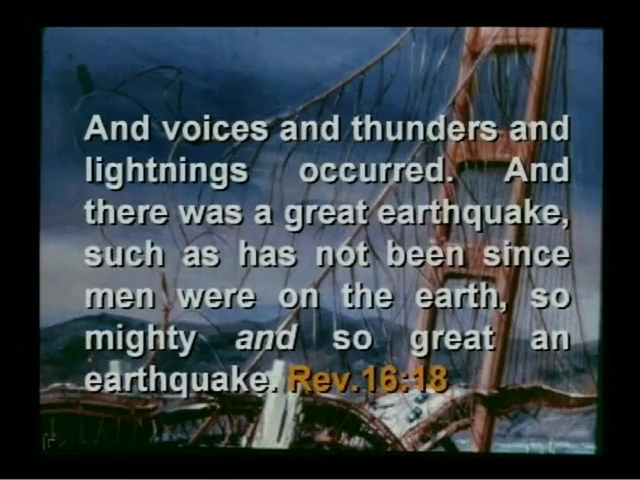 And voices and thunders and
lightnings occurred. And
there was a great earthquake,
such as has not been since
men were on the earth, so
mighty and so great an
earthquake. Rev.16:18